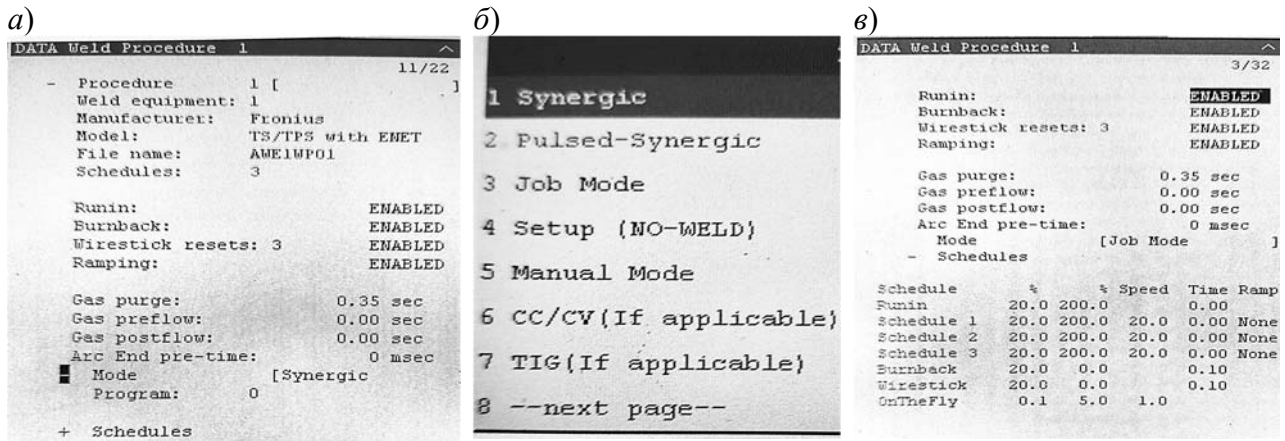 а)
DATA Weld Procedure 1
11/22
- Procedure 1 [ ]
Weld equipment: 1
Manufacturer: Fronius
Model: TS/TPS with ENET
File name: AWE1WP01
Schedules: 3
Runin: ENABLED
Burnback: ENABLED
Wirestick resets: 3 ENABLED
Ramping: ENABLED
Gas purge: 0.35 sec
Gas preflow: 0.00 sec
Gas postflow: 0.00 sec
Arc End pre-time: 0 msec
Mode [Synergic
Program: 0
+ Schedules
б)
1 Synergic
2 Pulsed-Synergic
3 Job Mode
4 Setup (NO-WELD)
5 Manual Mode
6 CC/CV(If applicable)
7 TIG(If applicable)
8 --next page--
в)
DATA Weld Procedure 1
3/32
Runin: ENABLED
Burnback: ENABLED
Wirestick resets: 3 ENABLED
Ramping: ENABLED
Gas purge: 0.35 sec
Gas preflow: 0.00 sec
Gas postflow: 0.00 sec
Arc End pre-time: 0 msec
Mode [Job Mode ]
- Schedules
Schedule % % Speed Time Ramp
Runin 20.0 200.0 0.00
Schedule 1 20.0 200.0 20.0 0.00 None
Schedule 2 20.0 200.0 20.0 0.00 None
Schedule 3 20.0 200.0 20.0 0.00 None
Burnback 20.0 0.0 0.10
Wirestick 20.0 0.0 0.10
OnTheFly 0.1 5.0 1.0